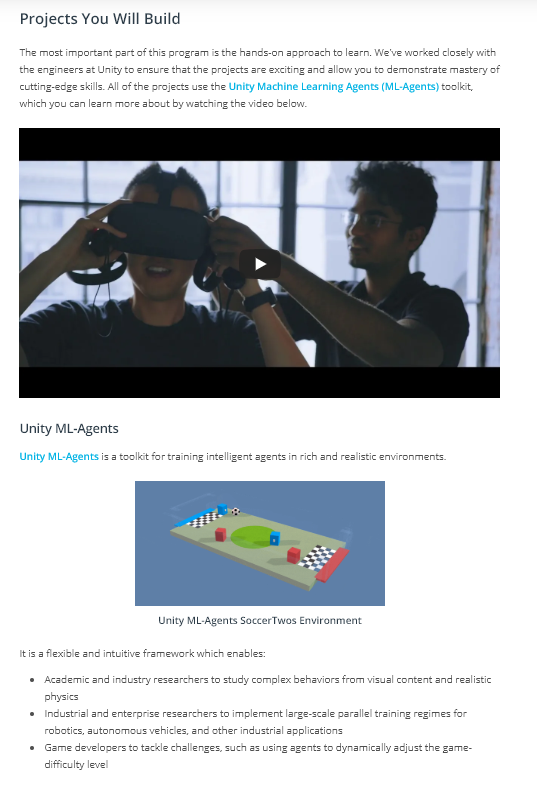 Projects You Will Build
The most important part of this program is the hands-on approach to learn. We've worked closely with
the engineers at Unity to ensure that the projects are exciting and allow you to demonstrate mastery of
cutting-edge skills. All of the projects use the Unity Machine Learning Agents (ML-Agents) toolkit,
which you can learn more about by watching the video below.
Unity ML-Agents
Unity ML-Agents is a toolkit for training intelligent agents in rich and realistic environments.
Unity ML-Agents SoccerTwos Environment
It is a flexible and intuitive framework which enables:
• Academic and industry researchers to study complex behaviors from visual content and realistic
physics
• Industrial and enterprise researchers to implement large-scale parallel training regimes for
robotics, autonomous vehicles, and other industrial applications
• Game developers to tackle challenges, such as using agents to dynamically adjust the game-
difficulty level